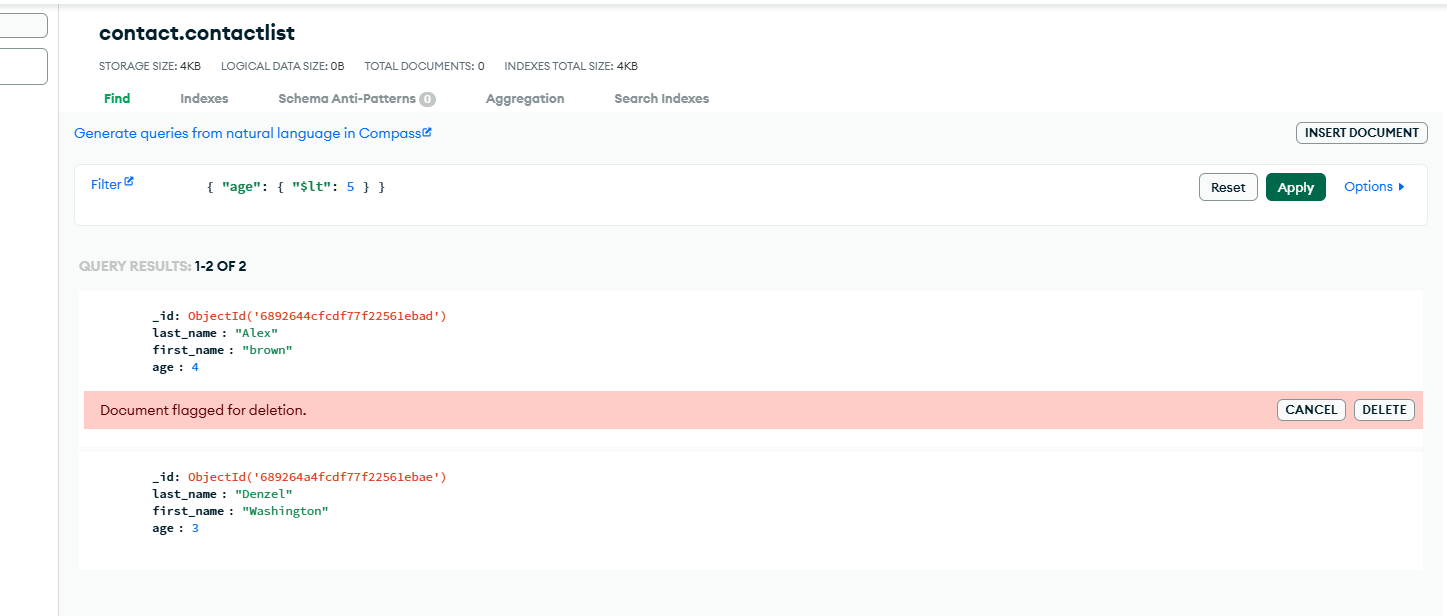 contact.contactlist
STORAGE SIZE: 4KB LOGICAL DATA SIZE: 0B TOTAL DOCUMENTS: 0 INDEXES TOTAL SIZE: 4KB
Find Indexes Schema Anti-Patterns 0 Aggregation Search Indexes
Generate queries from natural language in Compass
INSERT DOCUMENT
Filter { "age": { "$lt": 5 } } Reset Apply Options
QUERY RESULTS: 1-2 OF 2
_id: ObjectId('6892644cfcdf77f22561ebad')
last_name : "Alex"
first_name : "brown"
age : 4
Document flagged for deletion. CANCEL DELETE
_id: ObjectId('689264a4fcdf77f22561ebae')
last_name : "Denzel"
first_name : "Washington"
age : 3